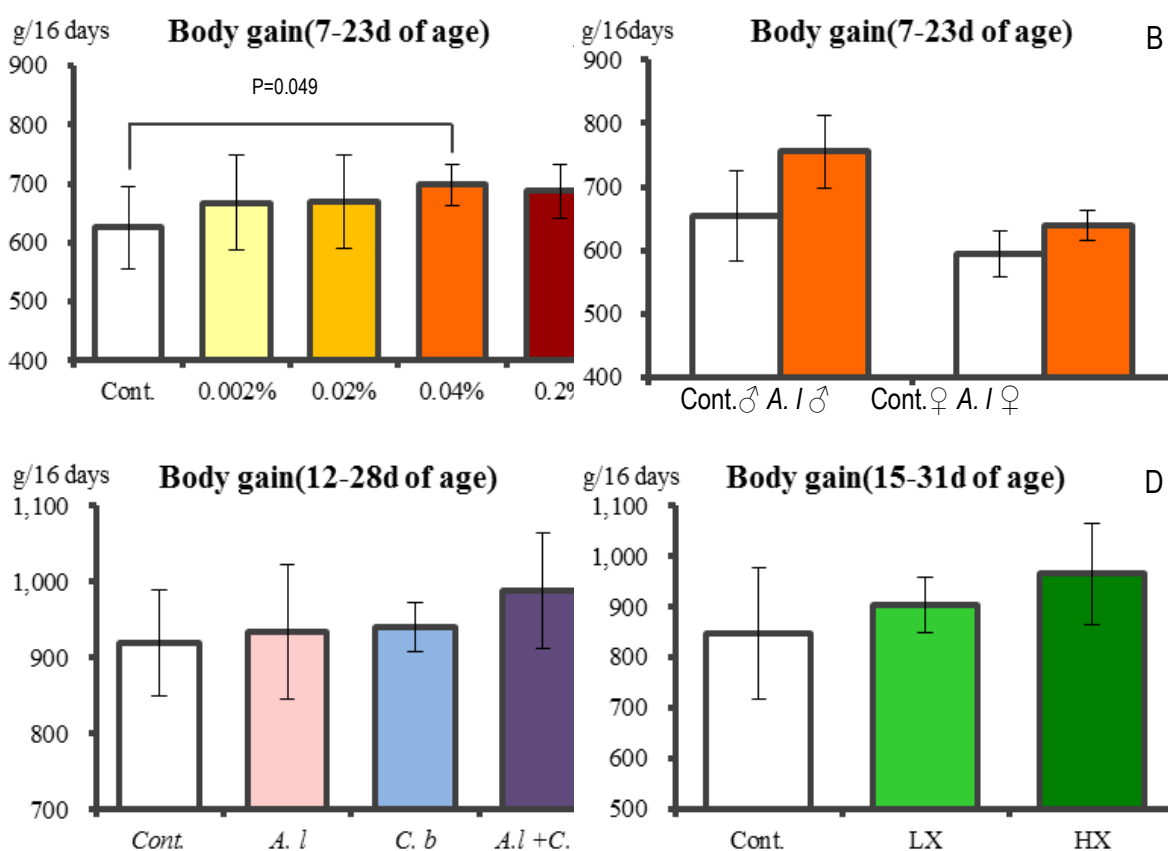 g/16 days Body gain(7-23d of age)
900
P=0.049
800
700
600
500
400
Cont. 0.002% 0.02% 0.04% 0.2%
g/16days Body gain(7-23d of age) B
900
800
700
600
500
400
Cont.♂ A. l ♂ Cont.♀ A. l ♀
g/16 days Body gain(12-28d of age)
1,100
1,000
900
800
700
Cont. A. l C. b A.l +C.
g/16 days Body gain(15-31d of age) D
1,100
1,000
900
800
700
600
500
Cont. LX HX